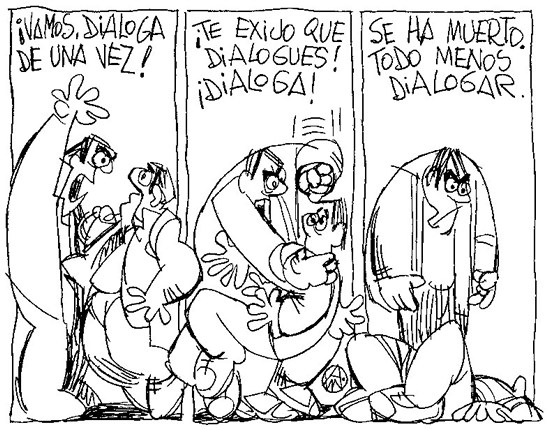 ¡VAMOS, DiALOGA
DE UNA VEZ!
¡TE EXiJO QUE
DiALOGUES!
¡DiALOGA!
SE HA MUERTO.
TODO MENOS
DiALOGAR.